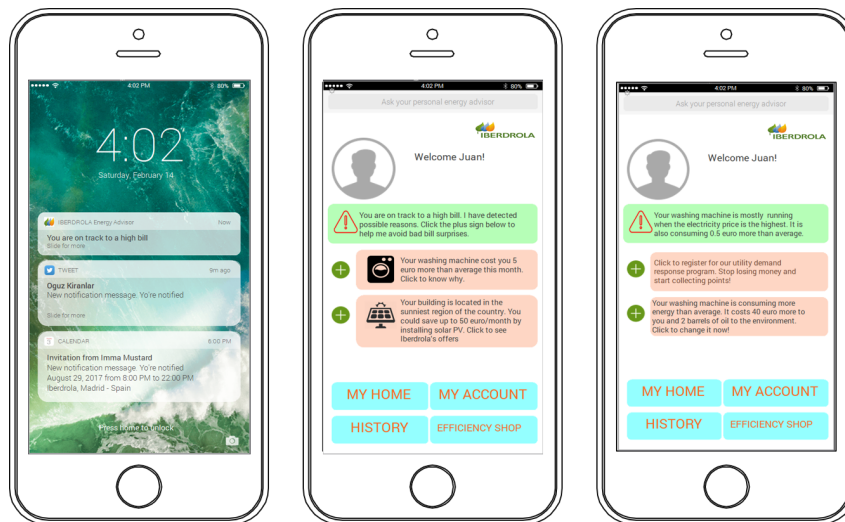 4:02 PM
80%
4:02
Saturday, February 14
IBERDROLA Energy Advisor
Now
You are on track to a high bill
Slide for more
TWEET
9m ago
Oguz Kiranlar
New notification message. Yo're notified
Slide for more
CALENDAR
6:00 PM
Invitation from Imma Mustard
New notification message. You're notified
August 29, 2017 from 8:00 PM to 22:00 PM
Iberdrola, Madrid - Spain
Press home to unlock
4:02 PM
80%
Ask your personal energy advisor
IBERDROLA
Welcome Juan!
You are on track to a high bill. I have detected
possible reasons. Click the plus sign below to
help me avoid bad bill surprises.
Your washing machine cost you 5
euro more than average this month.
Click to know why.
Your building is located in the
sunniest region of the country. You
could save up to 50 euro/month by
installing solar PV. Click to see
Iberdrola's offers
MY HOME
MY ACCOUNT
HISTORY
EFFICIENCY SHOP
4:02 PM
80%
Ask your personal energy advisor
IBERDROLA
Welcome Juan!
Your washing machine is mostly running
when the electricity price is the highest. It is
also consuming 0.5 euro more than average.
Click to register for our utility demand
response program. Stop losing money and
start collecting points!
Your washing machine is consuming more
energy than average. It costs 40 euro more to
you and 2 barrels of oil to the environment.
Click to change it now!
MY HOME
MY ACCOUNT
HISTORY
EFFICIENCY SHOP